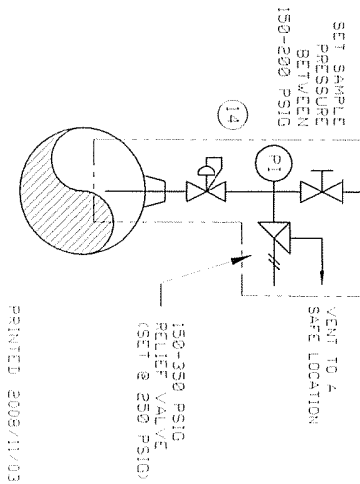 SET SAMPLE
PRESSURE
BETWEEN
150-200 PSIG
14
PI
VENT TO A
SAFE LOCATION
150-350 PSIG
RELIEF VALVE
(SET @ 250 PSIG)
PRINTED 2009/11/03